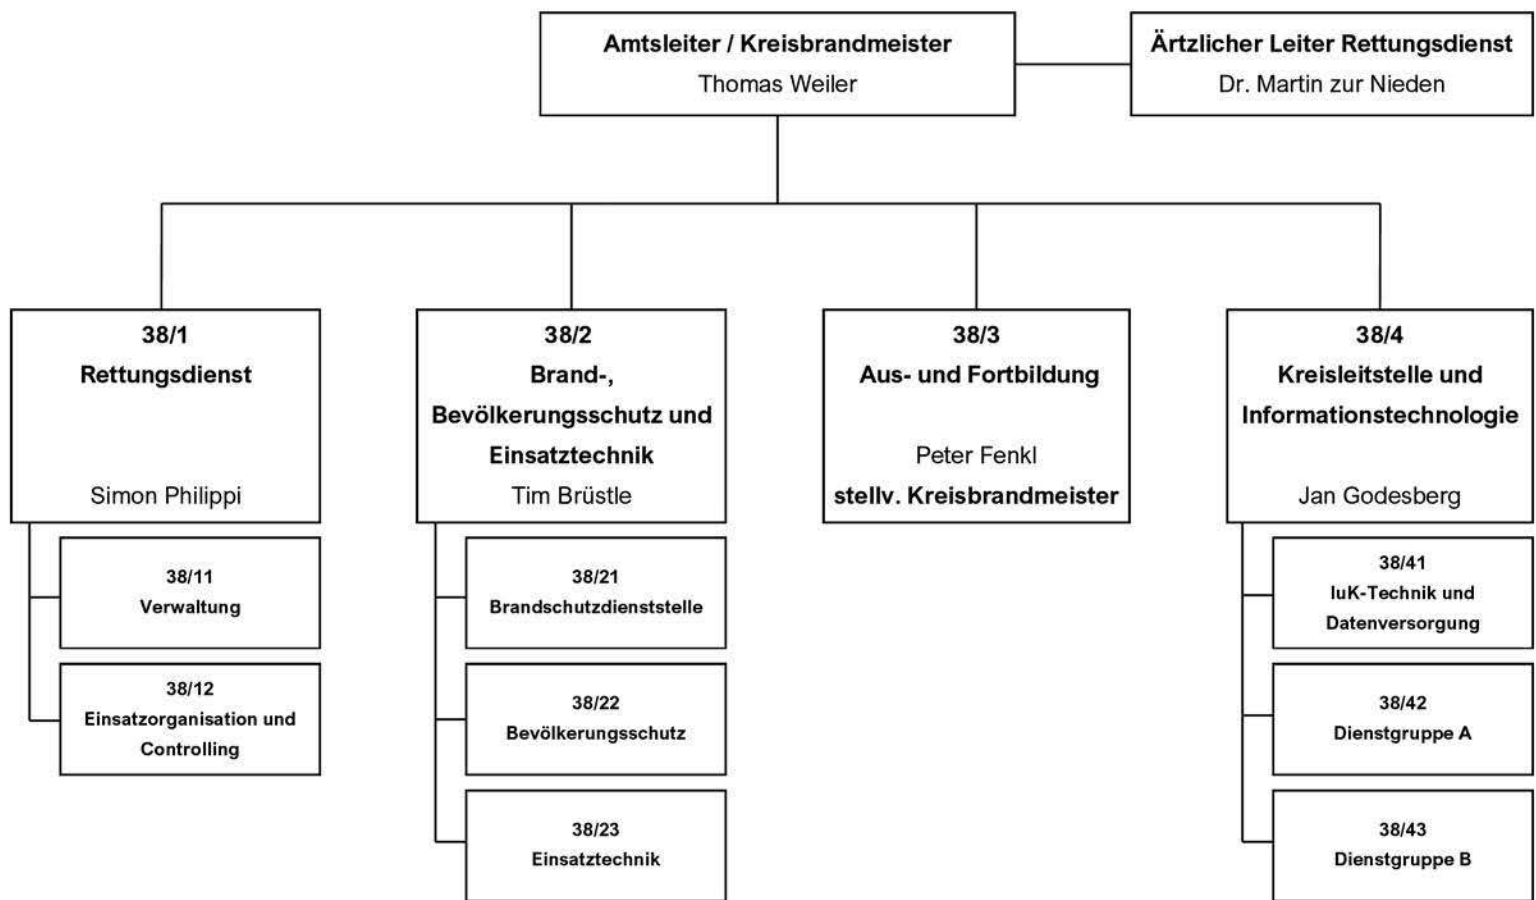 Amtsleiter / Kreisbrandmeister
Thomas Weiler
Ärtzlicher Leiter Rettungsdienst
Dr. Martin zur Nieden
38/1
Rettungsdienst
Simon Philippi
38/11
Verwaltung
38/12
Einsatzorganisation und
Controlling
38/2
Brand-,
Bevölkerungsschutz und
Einsatztechnik
Tim Brüstle
38/21
Brandschutzdienststelle
38/22
Bevölkerungsschutz
38/23
Einsatztechnik
38/3
Aus- und Fortbildung
Peter Fenkl
stellv. Kreisbrandmeister
38/4
Kreisleitstelle und
Informationstechnologie
Jan Godesberg
38/41
IuK-Technik und
Datenversorgung
38/42
Dienstgruppe A
38/43
Dienstgruppe B